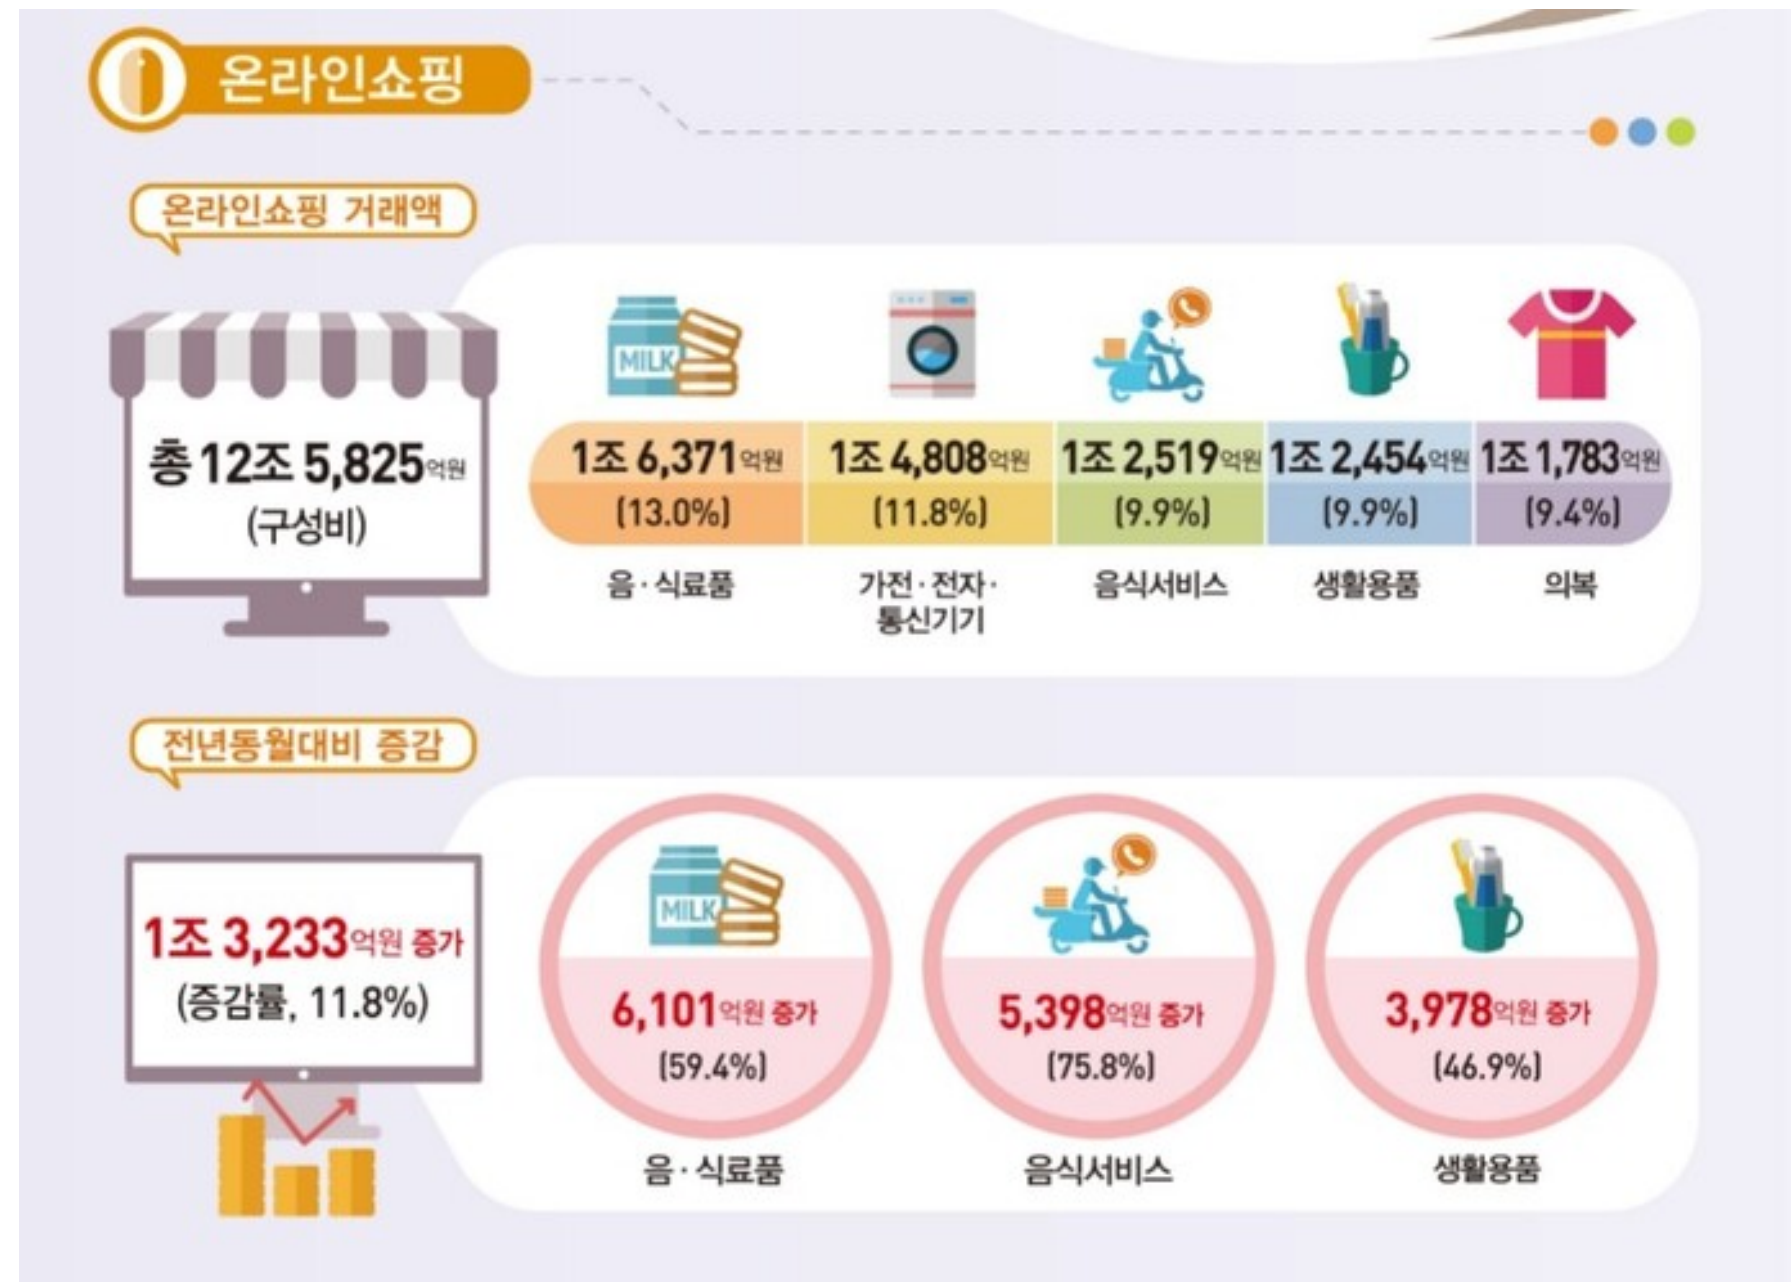 온라인쇼핑
온라인쇼핑 거래액
총 12조 5,825억원
(구성비)
MILK
1조 6,371억원 1조 4,808억원 1조 2,519억원 1조 2,454억원 1조 1,783억원
(13.0%) (11.8%) (9.9%) (9.9%) (9.4%)
음·식료품 가전·전자· 음식서비스 생활용품 의복
통신기기
전년동월대비 증감
1조 3,233억원 증가
(증감률, 11.8%)
MILK
6,101억원 증가 5,398억원 증가 3,978억원 증가
(59.4%) (75.8%) (46.9%)
음·식료품 음식서비스 생활용품